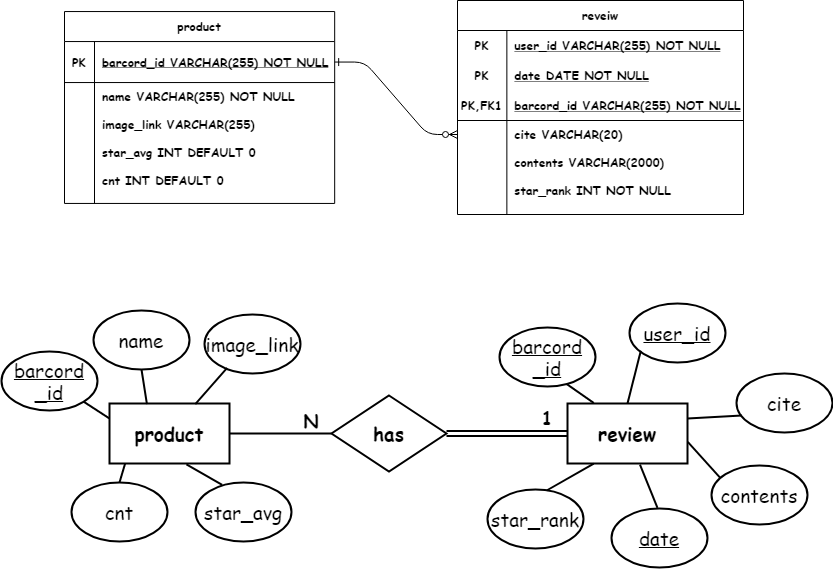 product
PK barcord_id VARCHAR(255) NOT NULL
name VARCHAR(255) NOT NULL
image_link VARCHAR(255)
star_avg INT DEFAULT 0
cnt INT DEFAULT 0
reveiw
PK user_id VARCHAR(255) NOT NULL
PK date DATE NOT NULL
PK,FK1 barcord_id VARCHAR(255) NOT NULL
cite VARCHAR(20)
contents VARCHAR(2000)
star_rank INT NOT NULL
barcord
_id
name
image_link
product
cnt
star_avg
N
has
1
barcord
_id
user_id
cite
review
contents
star_rank
date